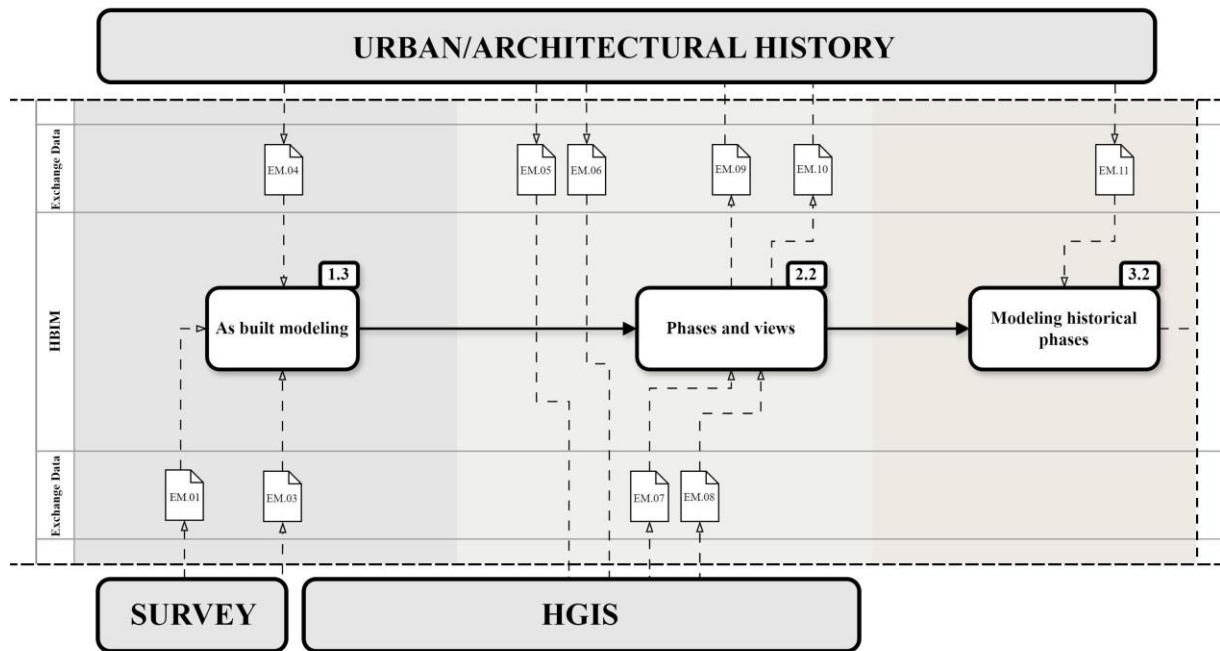 URBAN/ARCHITECTURAL HISTORY
Exchange Data
EM.04
EM.05
EM.06
EM.09
EM.10
EM.11
HBIM
1.3
As built modeling
2.2
Phases and views
3.2
Modeling historical
phases
Exchange Data
EM.01
EM.03
EM.07
EM.08
SURVEY
HGIS